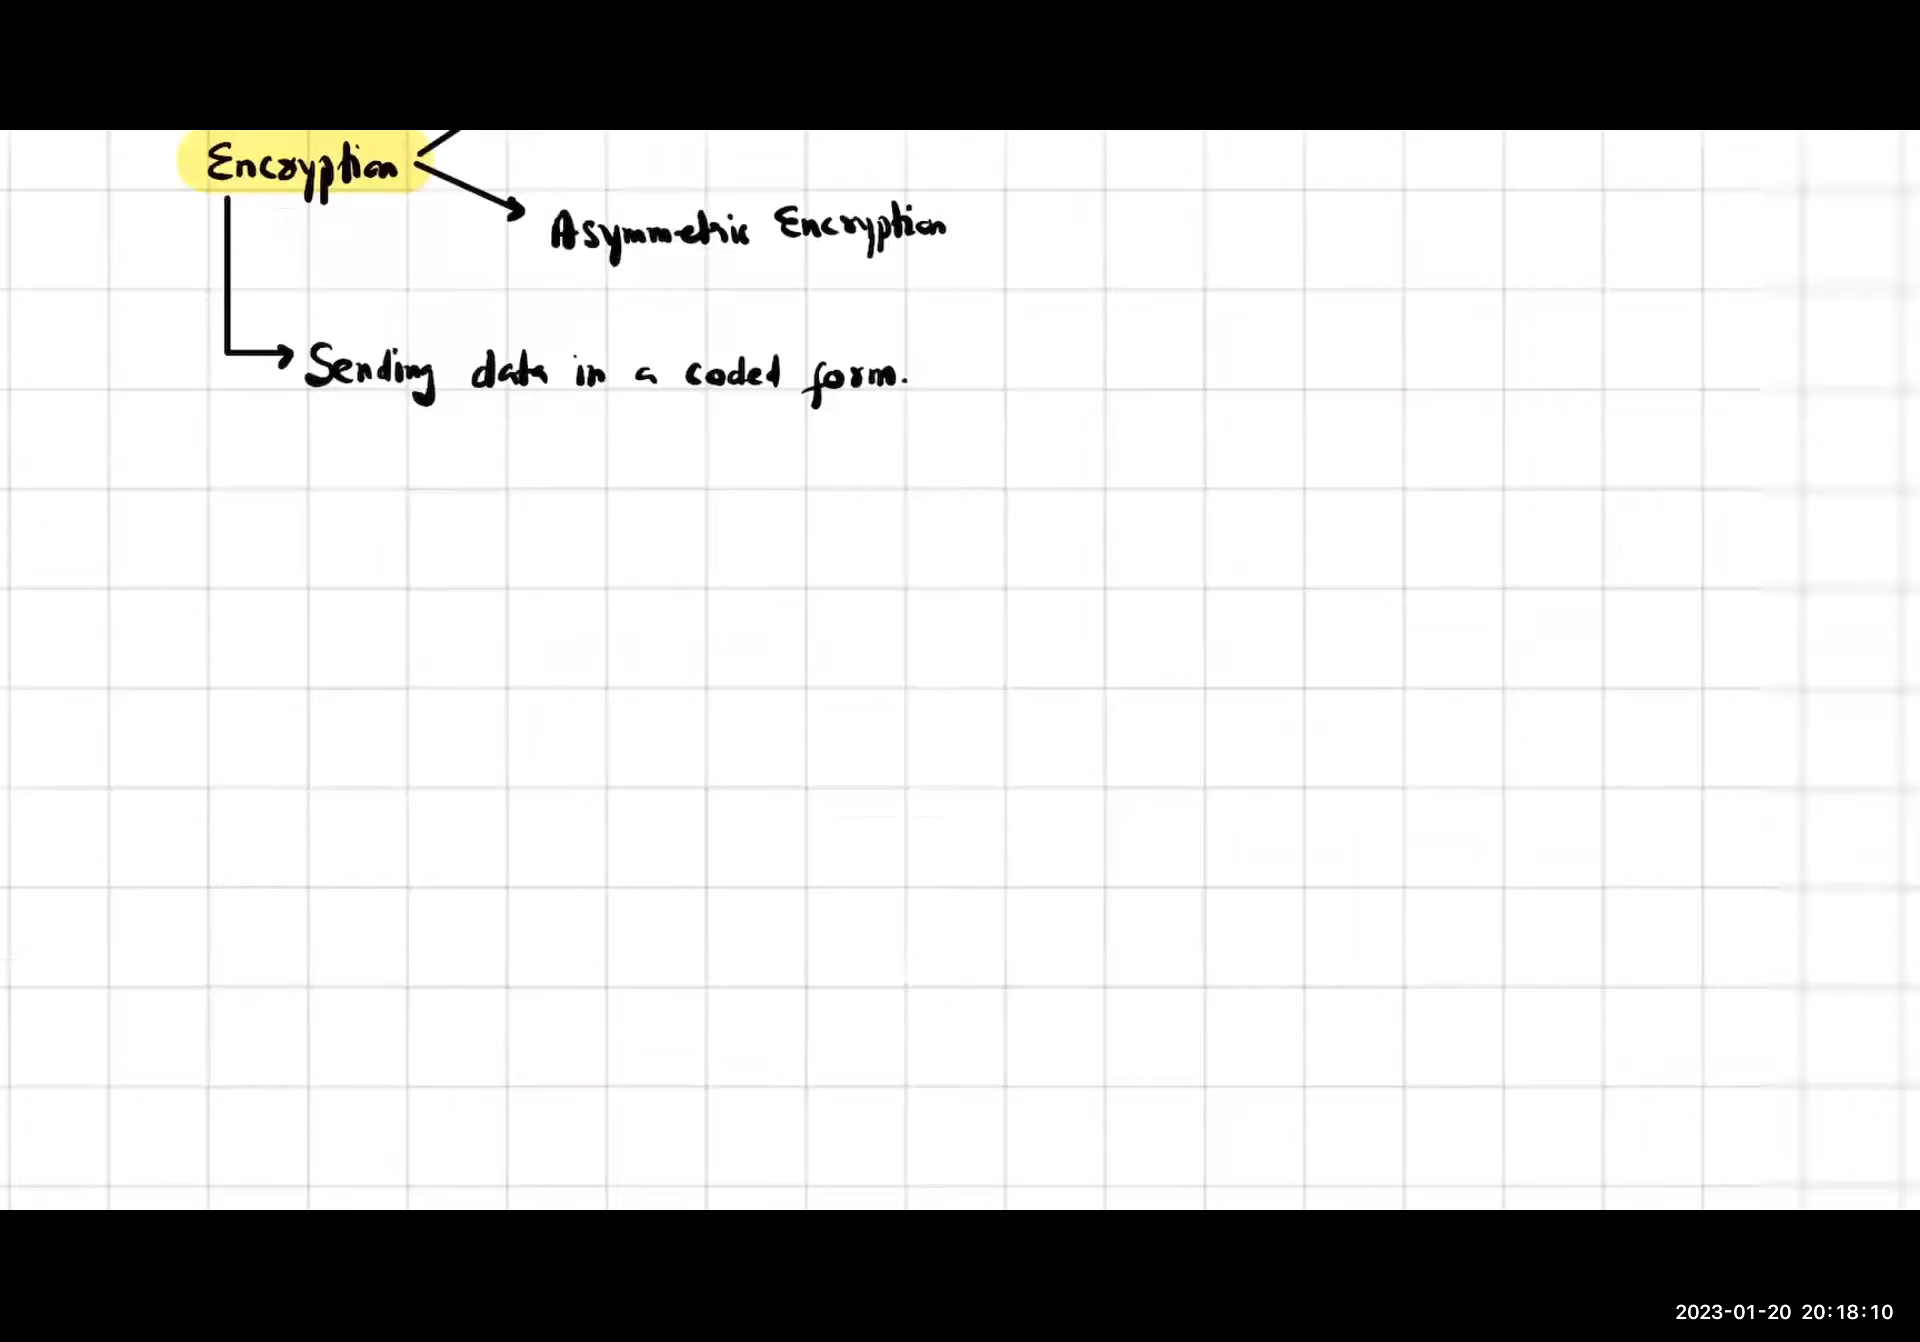 Encryption
Asymmetric Encryption
Sending data in a coded form.
2023-01-20 20:18:10